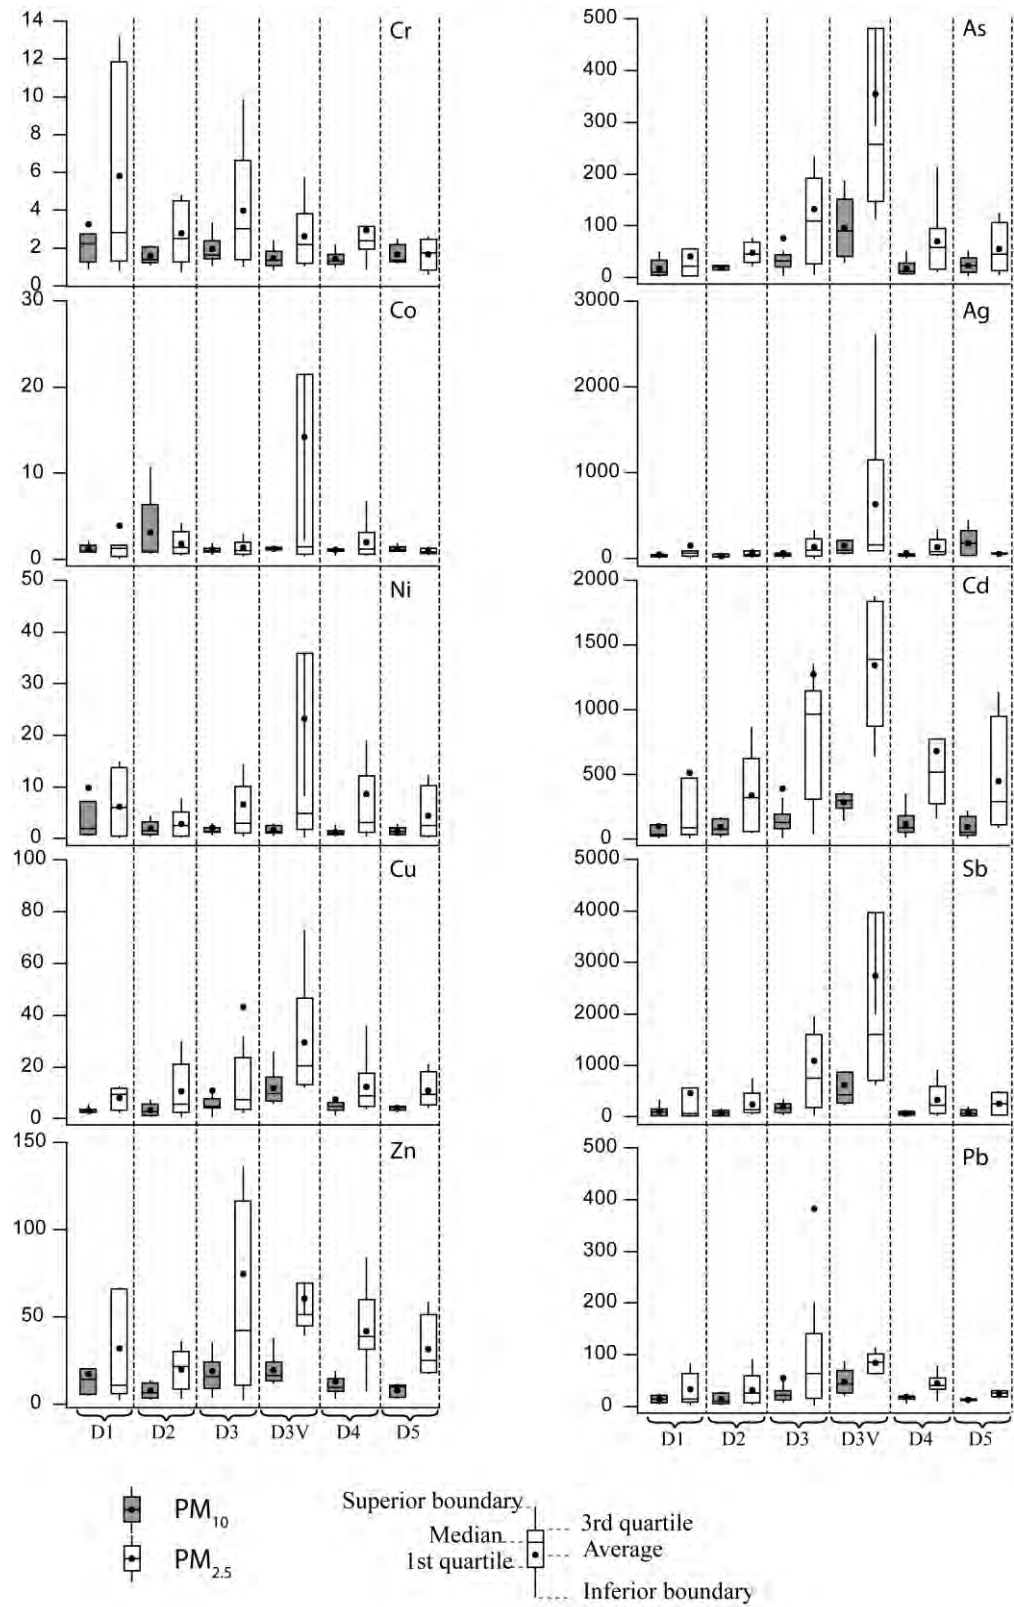 Cr
14
12
10
8
6
4
2
0
As
500
400
300
200
100
0
Co
30
20
10
0
Ag
3000
2000
1000
0
Ni
50
40
30
20
10
0
Cd
2000
1500
1000
500
0
Cu
100
80
60
40
20
0
Sb
5000
4000
3000
2000
1000
0
Zn
150
100
50
0
D1 D2 D3 D3V D4 D5
Pb
500
400
300
200
100
0
D1 D2 D3 D3V D4 D5
PM10
PM2.5
Superior boundary
3rd quartile
Median
Average
1st quartile
Inferior boundary